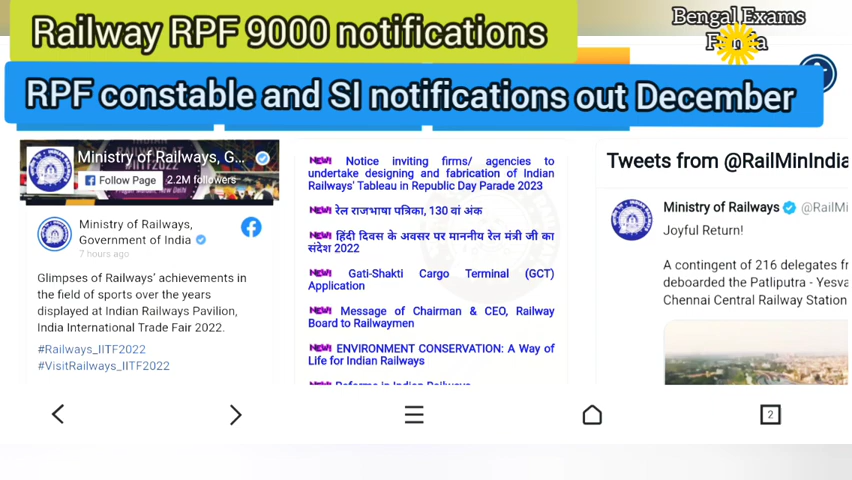 Railway RPF 9000 notifications
Bengal Exams
RPF constable and SI notifications out December
Ministry of Railways, G...
Follow Page 2.2M followers
Ministry of Railways,
Government of India
7 hours ago
Glimpses of Railways' achievements in
the field of sports over the years
displayed at Indian Railways Pavilion,
India International Trade Fair 2022.
#Railways_IITF2022
#VisitRailways_IITF2022
NEW! Notice inviting firms/ agencies to
undertake designing and fabrication of Indian
Railways' Tableau in Republic Day Parade 2023
NEW! रेल राजभाषा पत्रिका, 130 वां अंक
NEW! हिंदी दिवस के अवसर पर माननीय रेल मंत्री जी का
संदेश 2022
NEW! Gati-Shakti Cargo Terminal (GCT)
Application
NEW! Message of Chairman & CEO, Railway
Board to Railwaymen
NEW! ENVIRONMENT CONSERVATION: A Way of
Life for Indian Railways
Reforms in Indian Railways
Tweets from @RailMinIndia
Ministry of Railways @RailMi
Joyful Return!
A contingent of 216 delegates fr
deboarded the Patliputra - Yesva
Chennai Central Railway Station
2